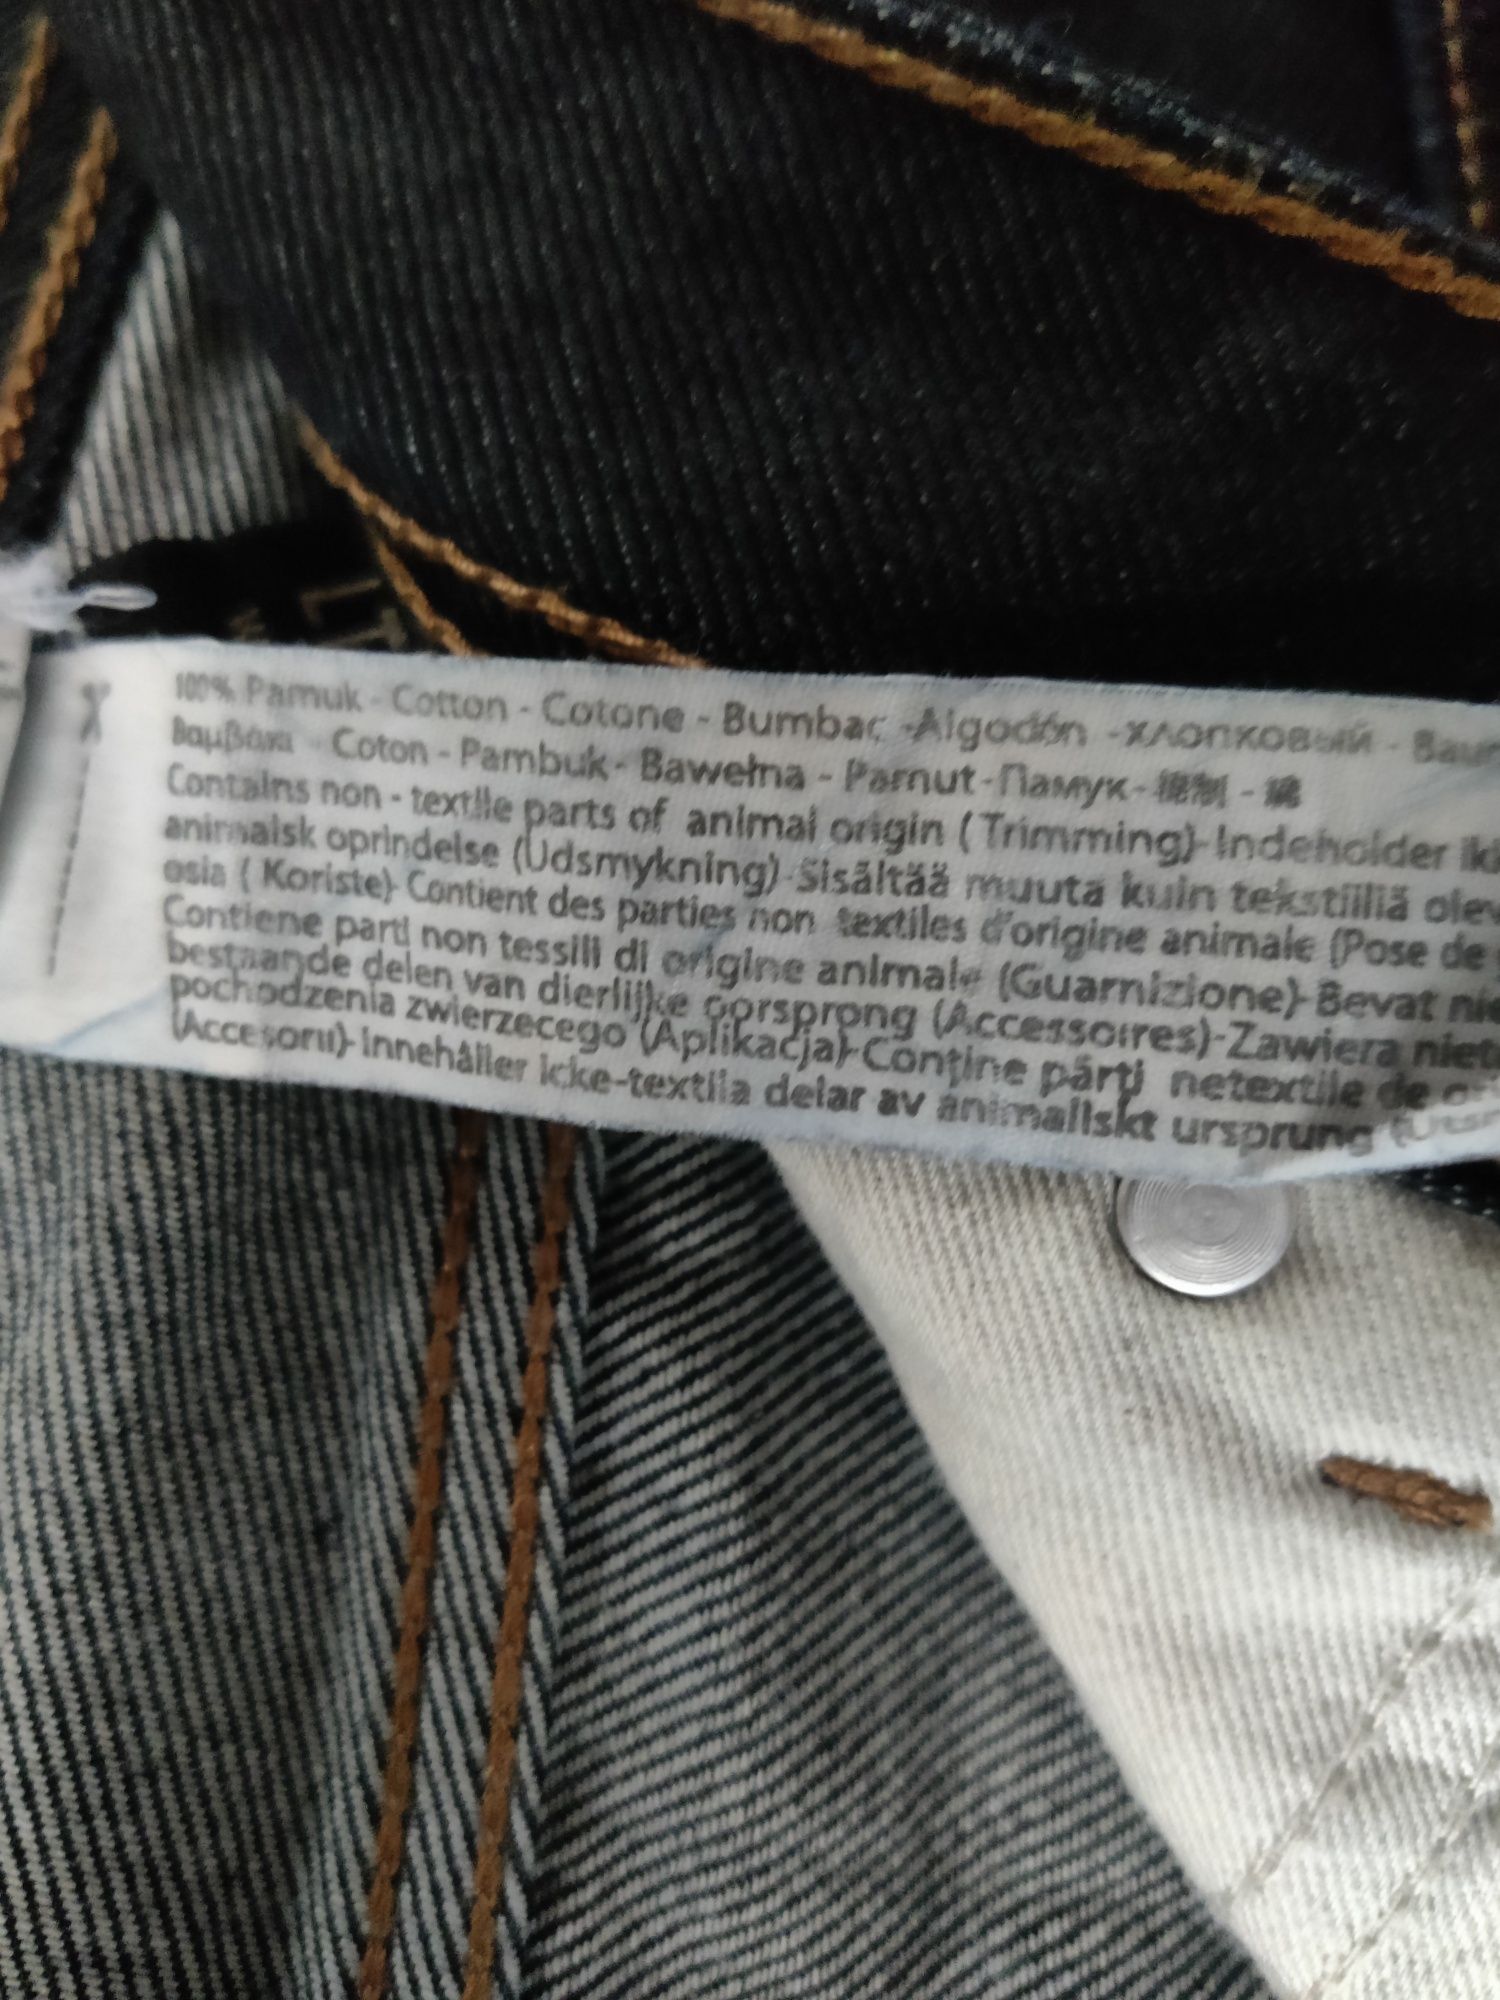 100% Pamuk - Cotton - Cotone - Bumbac - Algodón - хлопковый -
Βαμβάκι - Coton - Pambuk - Bawełna - Pamut - Памук -
Contains non - textile parts of animal origin ( Trimming)- Indeholder
animalsk oprindelse (Udsmykning)- Sisältää muuta kuin tekstiiliä
osia ( Koriste)- Contient des parties non textiles d'origine animale (Pose de
Contiene parti non tessili di origine animale (Guarnizione)- Bevat
bestaande delen van dierlijke oorsprong (Accessoires)- Zawiera
pochodzenia zwierzecego (Aplikacja)- Conţine părţi netextile de
(Accesorii)- innehåller icke-textila delar av animaliskt ursprung